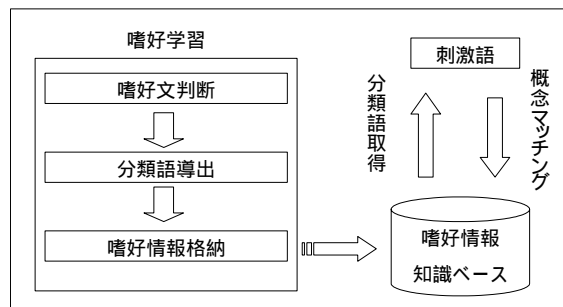 嗜好学習
嗜好文判断
分類語導出
嗜好情報格納
刺激語
分類語取得
概念マッチング
嗜好情報
知識ベース